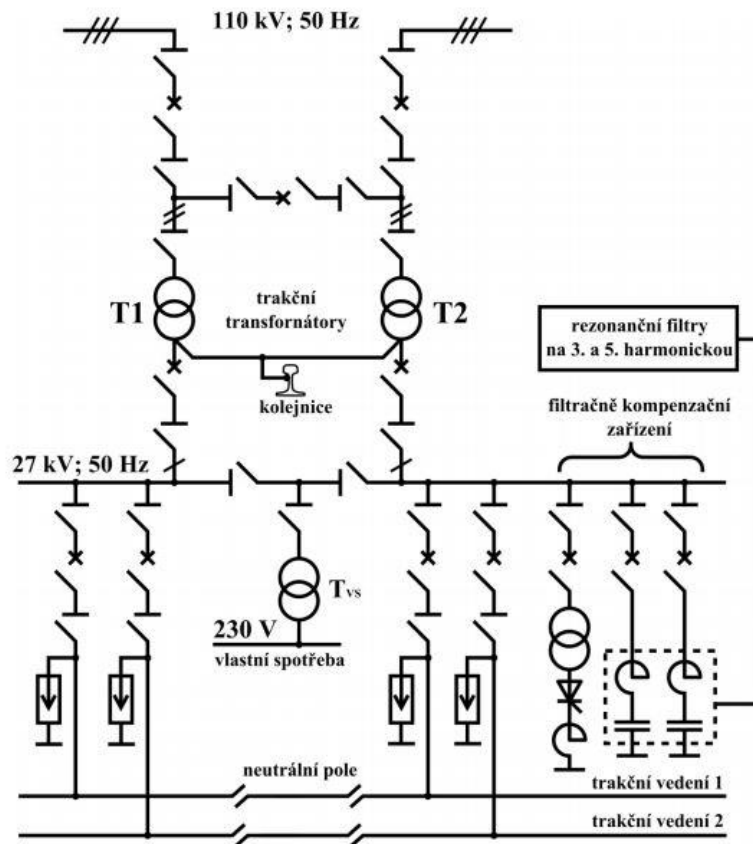 110 kV; 50 Hz
T1
trakční
transfornátory
T2
rezonanční filtry
na 3. a 5. harmonickou
kolejnice
filtračně kompenzační
zařízení
27 kV; 50 Hz
TVS
230 V
vlastní spotřeba
neutrální pole
trakční vedení 1
trakční vedení 2